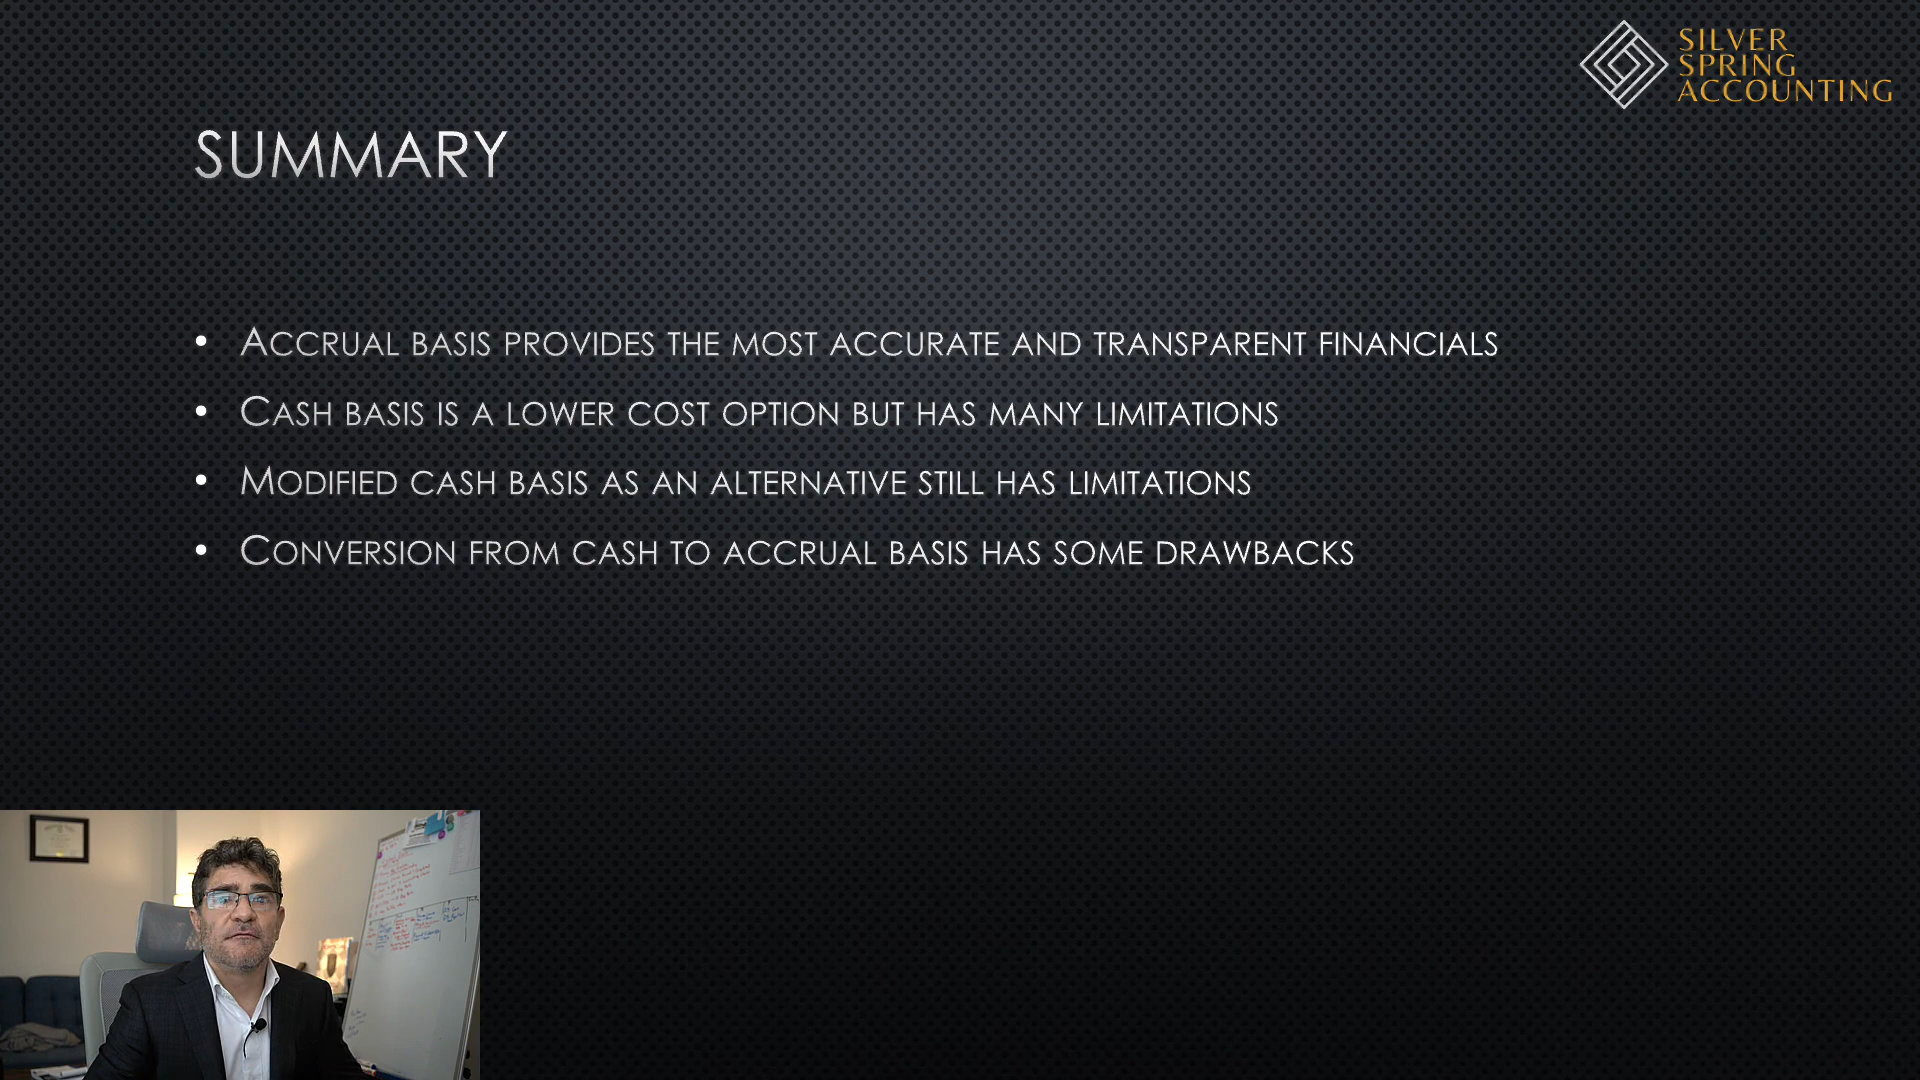 SILVER
SPRING
ACCOUNTING
SUMMARY
• ACCRUAL BASIS PROVIDES THE MOST ACCURATE AND TRANSPARENT FINANCIALS
• CASH BASIS IS A LOWER COST OPTION BUT HAS MANY LIMITATIONS
• MODIFIED CASH BASIS AS AN ALTERNATIVE STILL HAS LIMITATIONS
• CONVERSION FROM CASH TO ACCRUAL BASIS HAS SOME DRAWBACKS